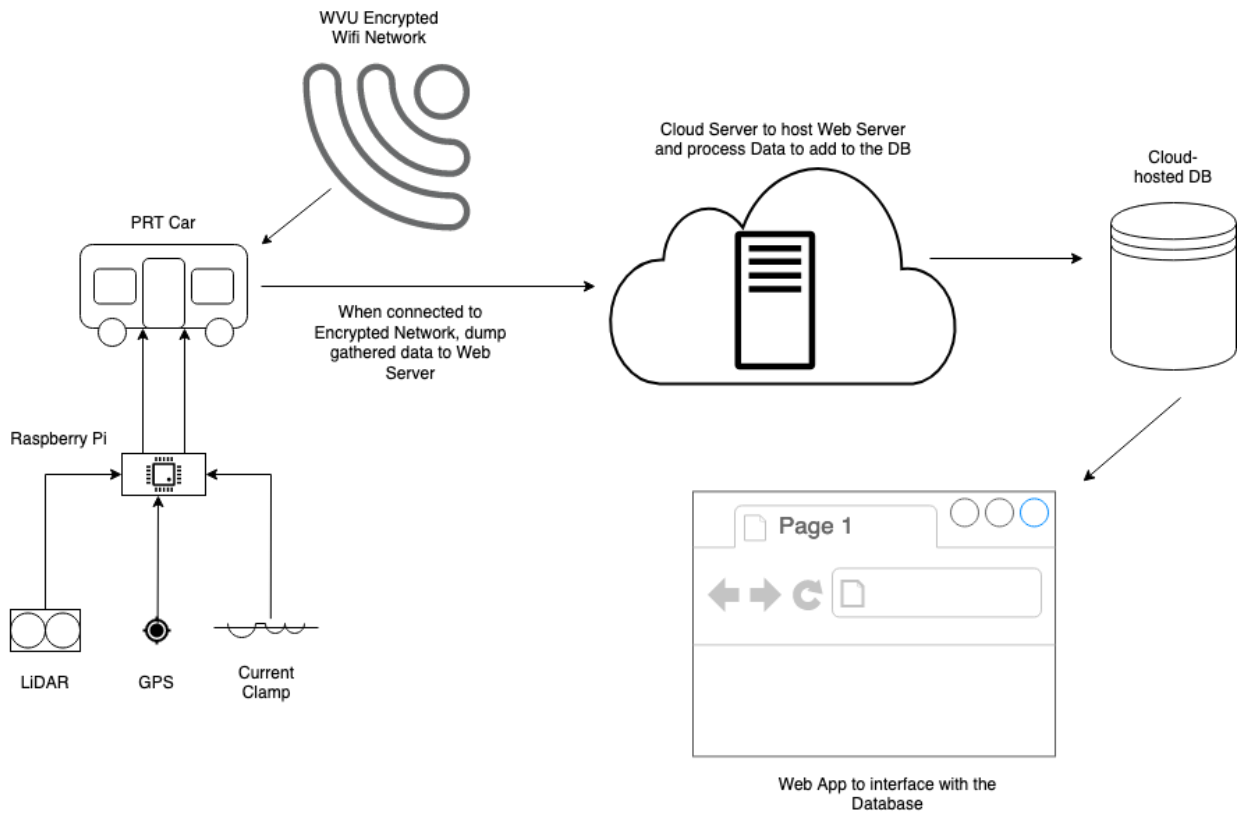 WVU Encrypted
Wifi Network
Cloud Server to host Web Server
and process Data to add to the DB
Cloud-
hosted DB
PRT Car
When connected to
Encrypted Network, dump
gathered data to Web
Server
Raspberry Pi
Page 1
LiDAR
GPS
Current
Clamp
Web App to interface with the
Database